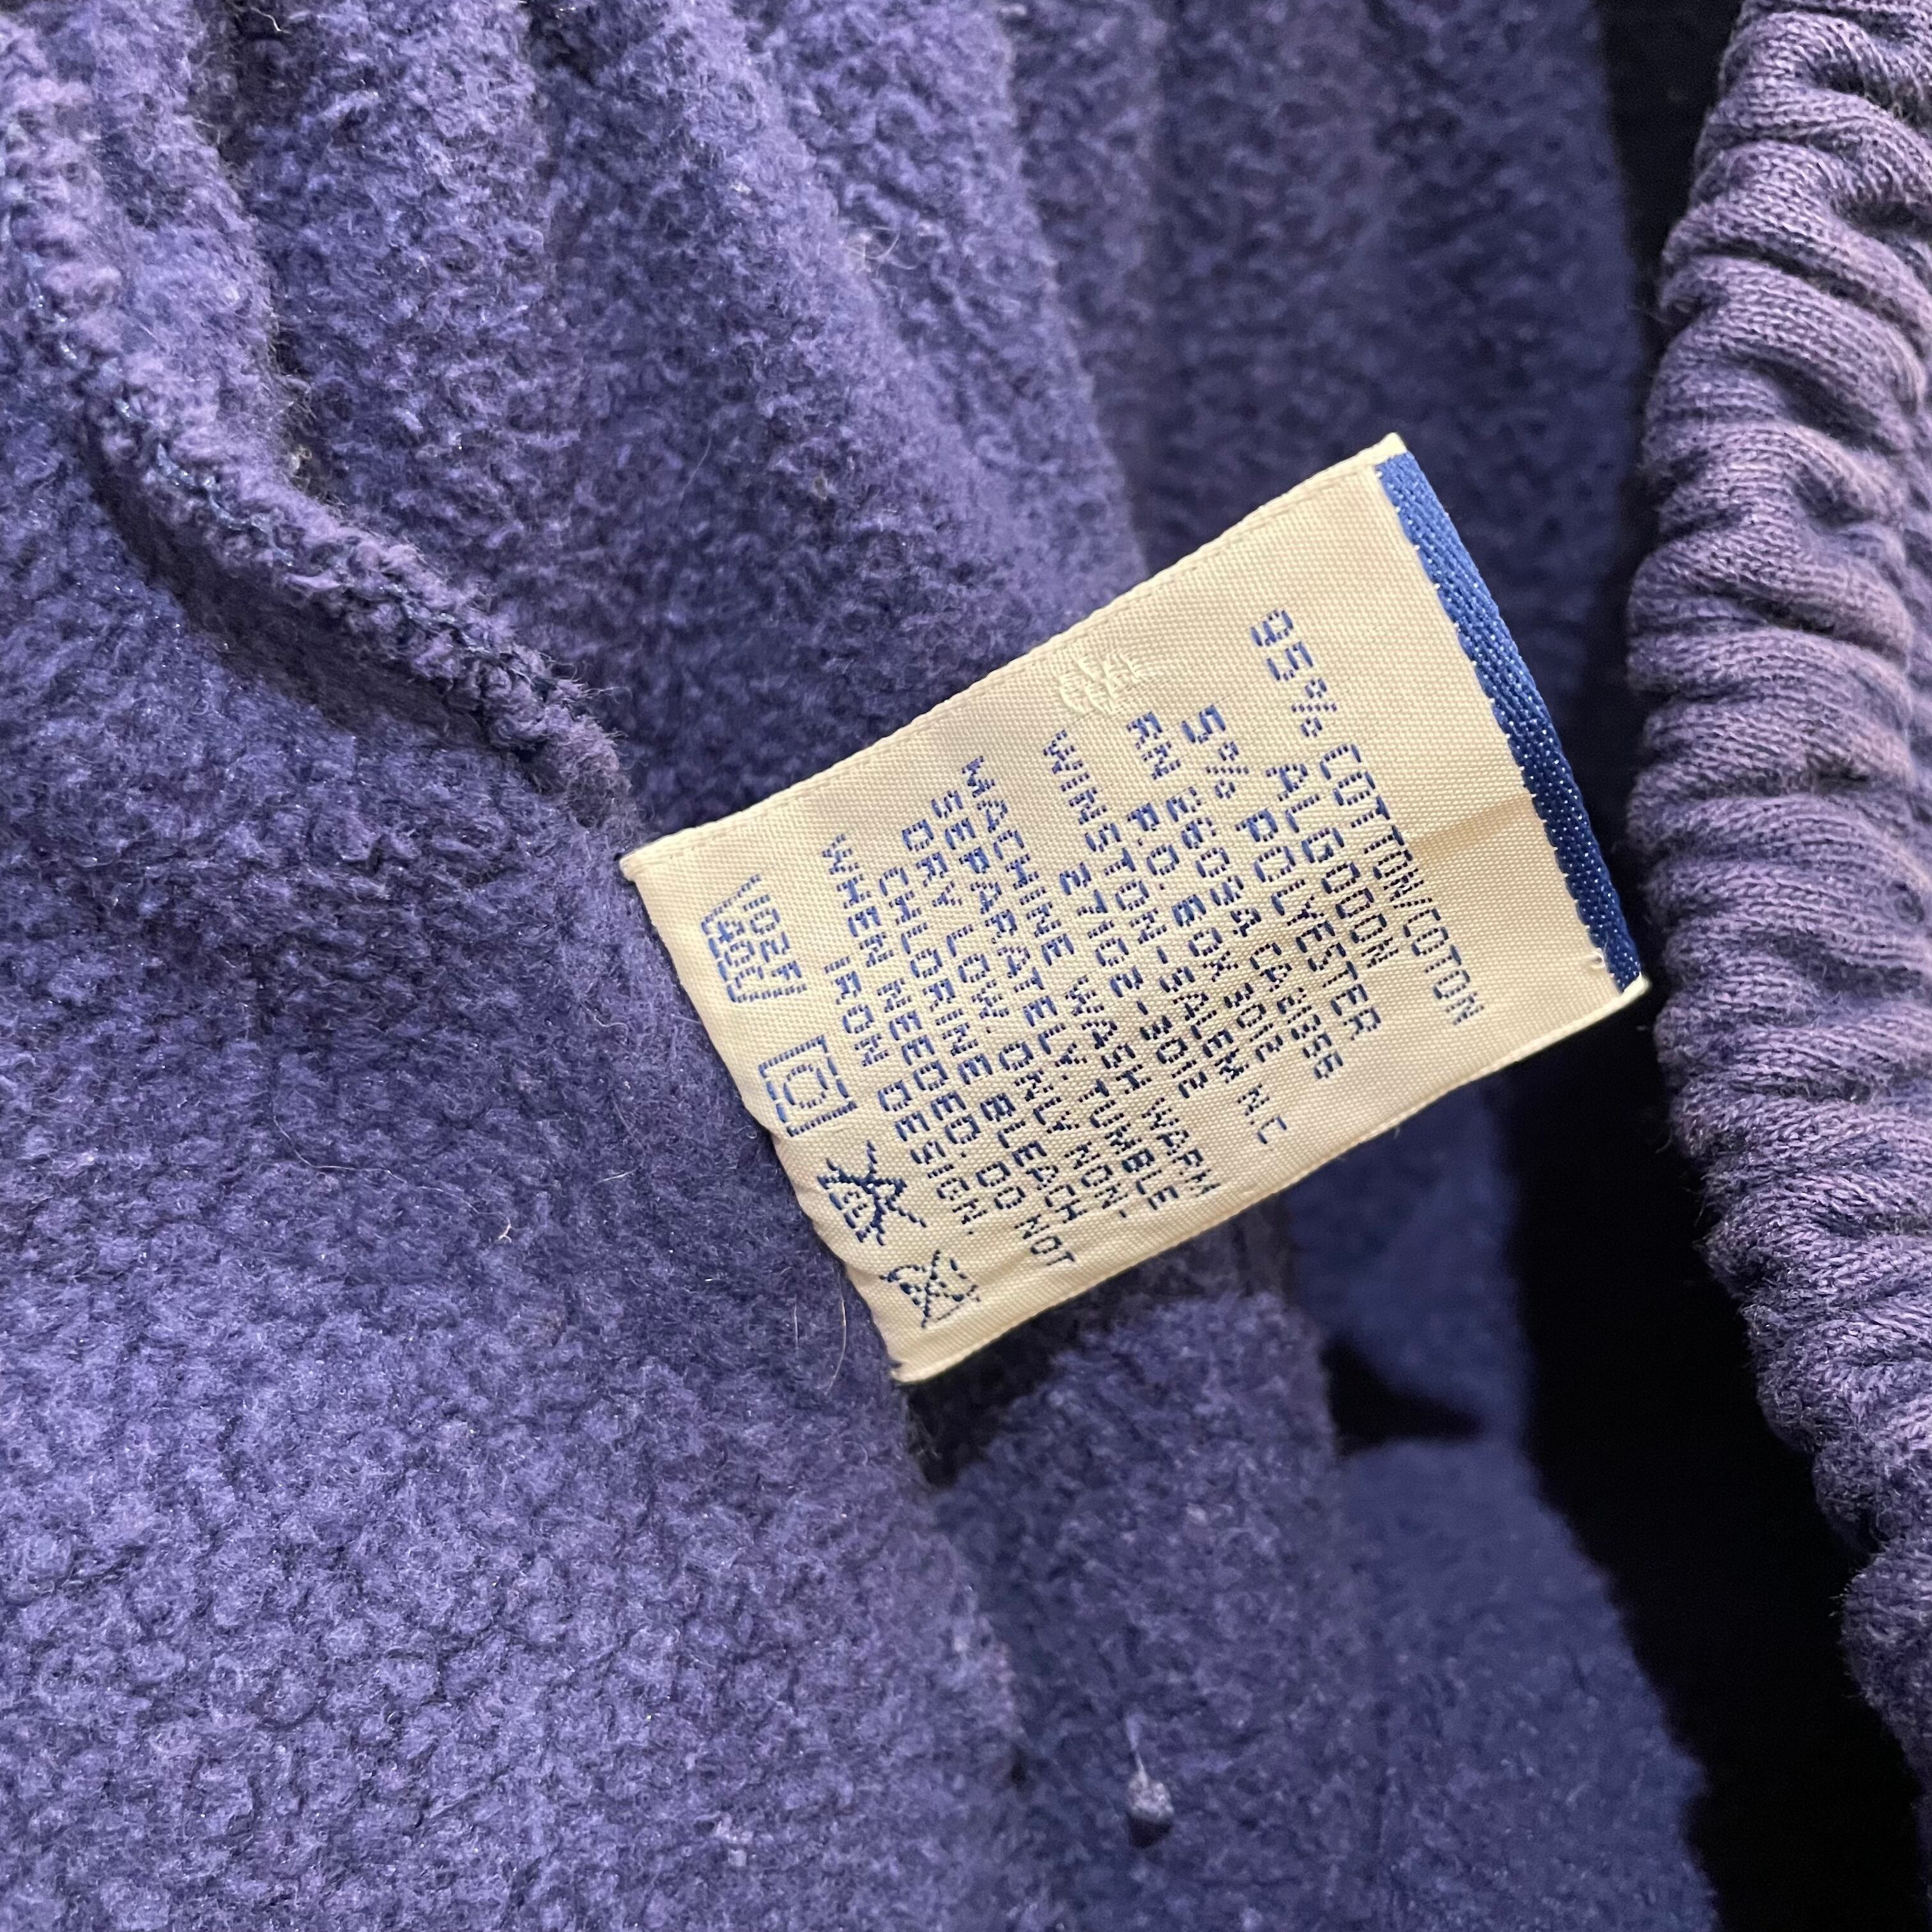 95% COTTON/COTON
ALGODON
5% POLYESTER
RN 26094 CA
P.O. BOX 3012
WINSTON-SALEM N.C
27102-3012
MACHINE WASH WARM
SEPARATELY. TUMBLE
DRY LOW. ONLY NON-
CHLORINE BLEACH
WHEN NEEDED. DO NOT
IRON DESIGN.